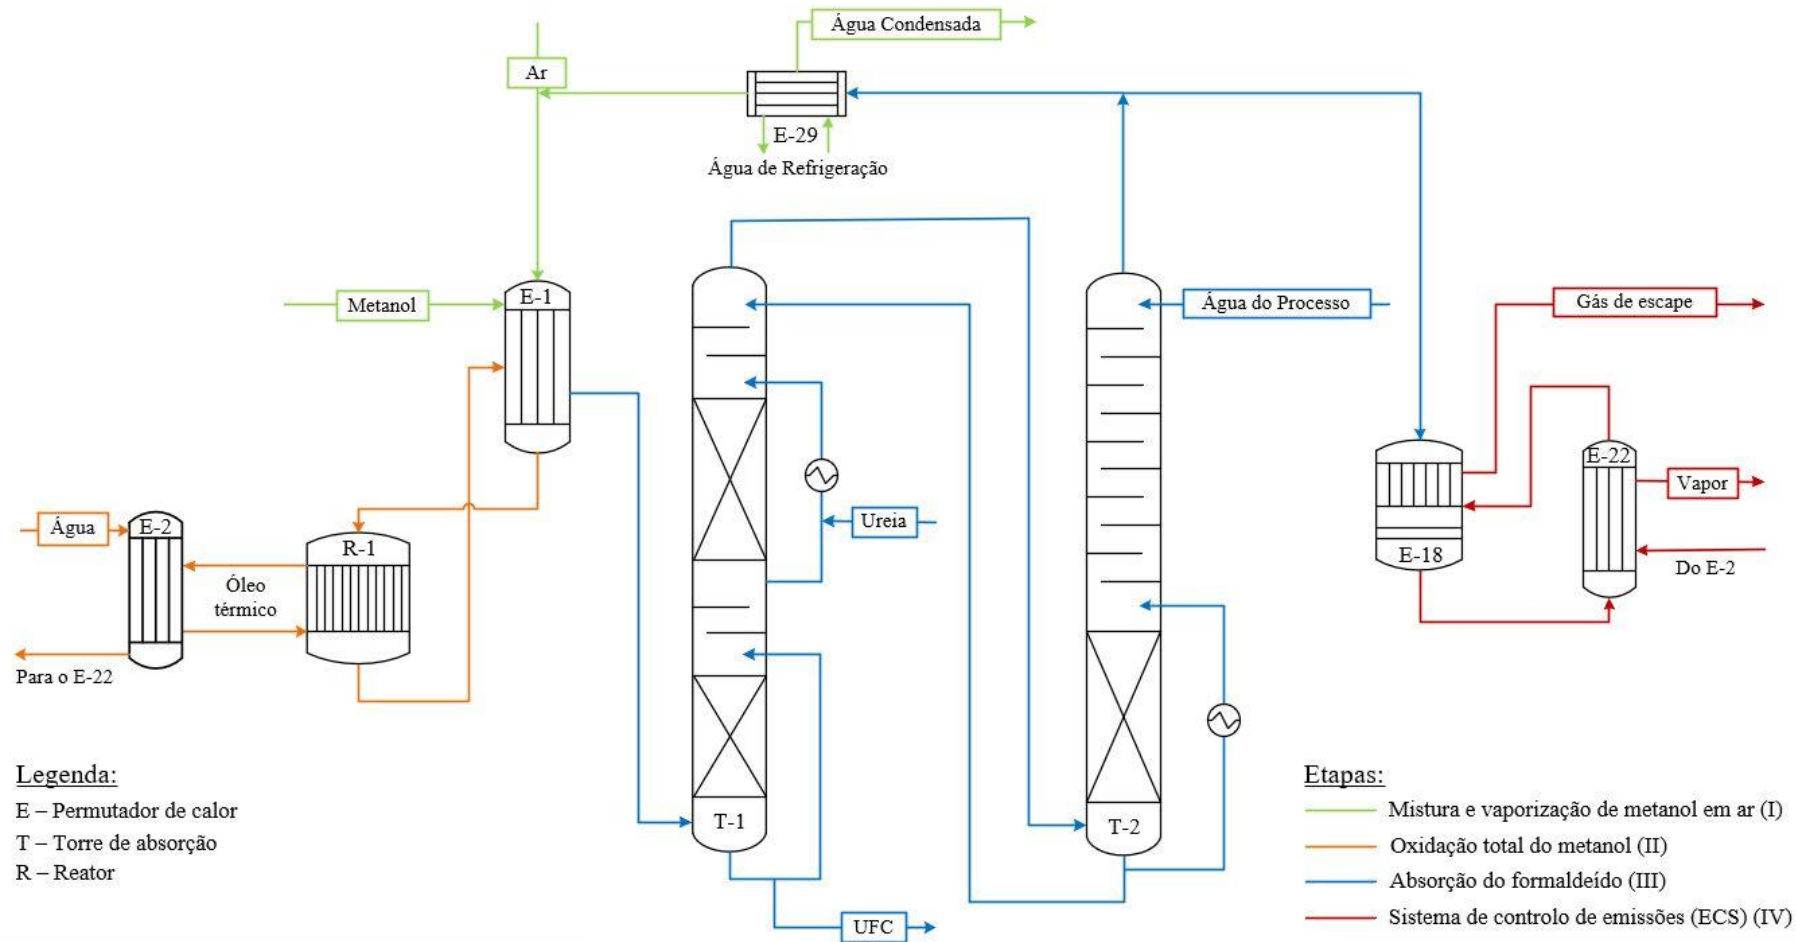 Água Condensada
Ar
E-29
Água de Refrigeração
Metanol
E-1
Água do Processo
Gás de escape
E-22
Vapor
Água
E-2
R-1
Óleo
térmico
Ureia
E-18
Do E-2
Para o E-22
T-1
T-2
UFC
Legenda:
E – Permutador de calor
T – Torre de absorção
R – Reator
Etapas:
Mistura e vaporização de metanol em ar (I)
Oxidação total do metanol (II)
Absorção do formaldeído (III)
Sistema de controlo de emissões (ECS) (IV)